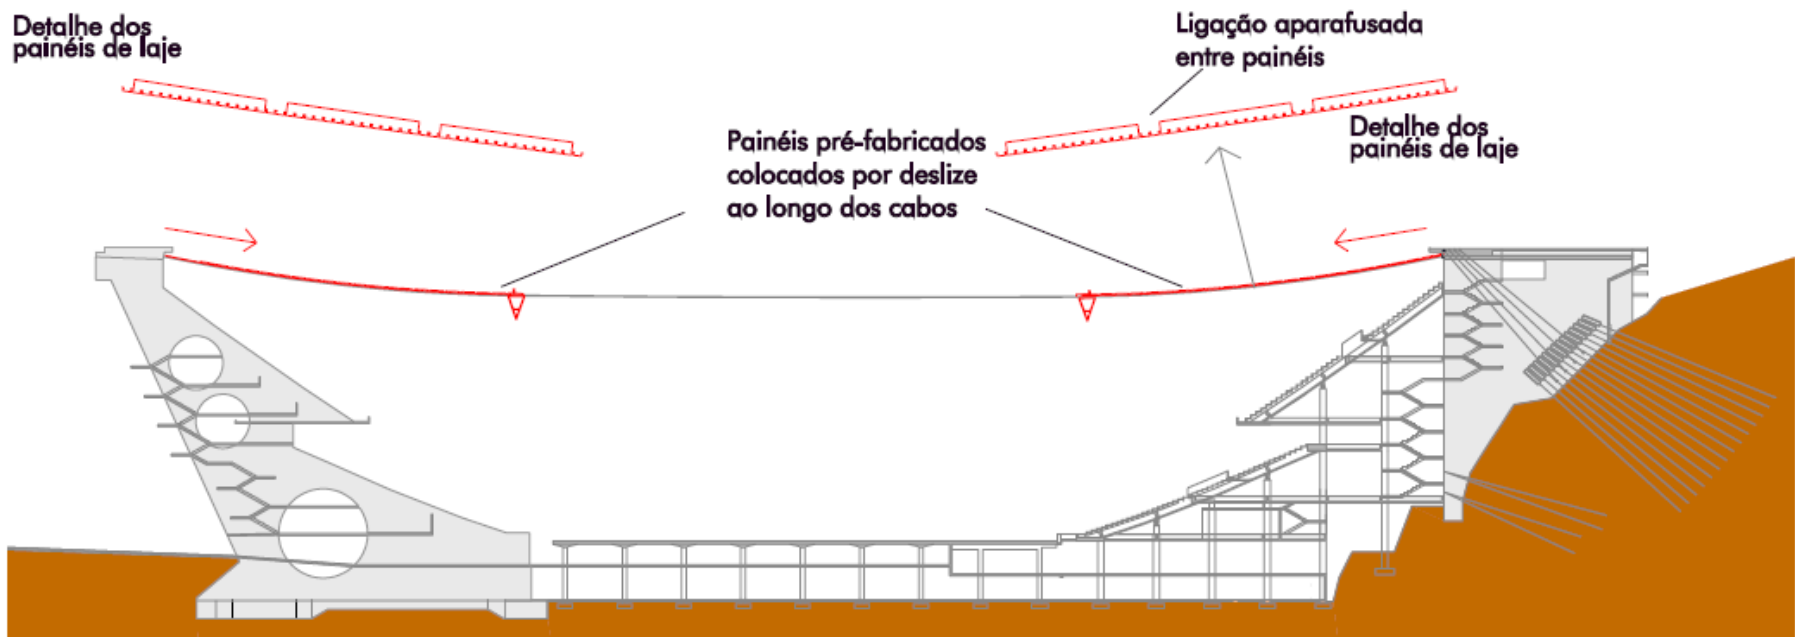 Detalhe dos
painéis de laje
Ligação aparafusada
entre painéis
Painéis pré-fabricados
colocados por deslize
ao longo dos cabos
Detalhe dos
painéis de laje